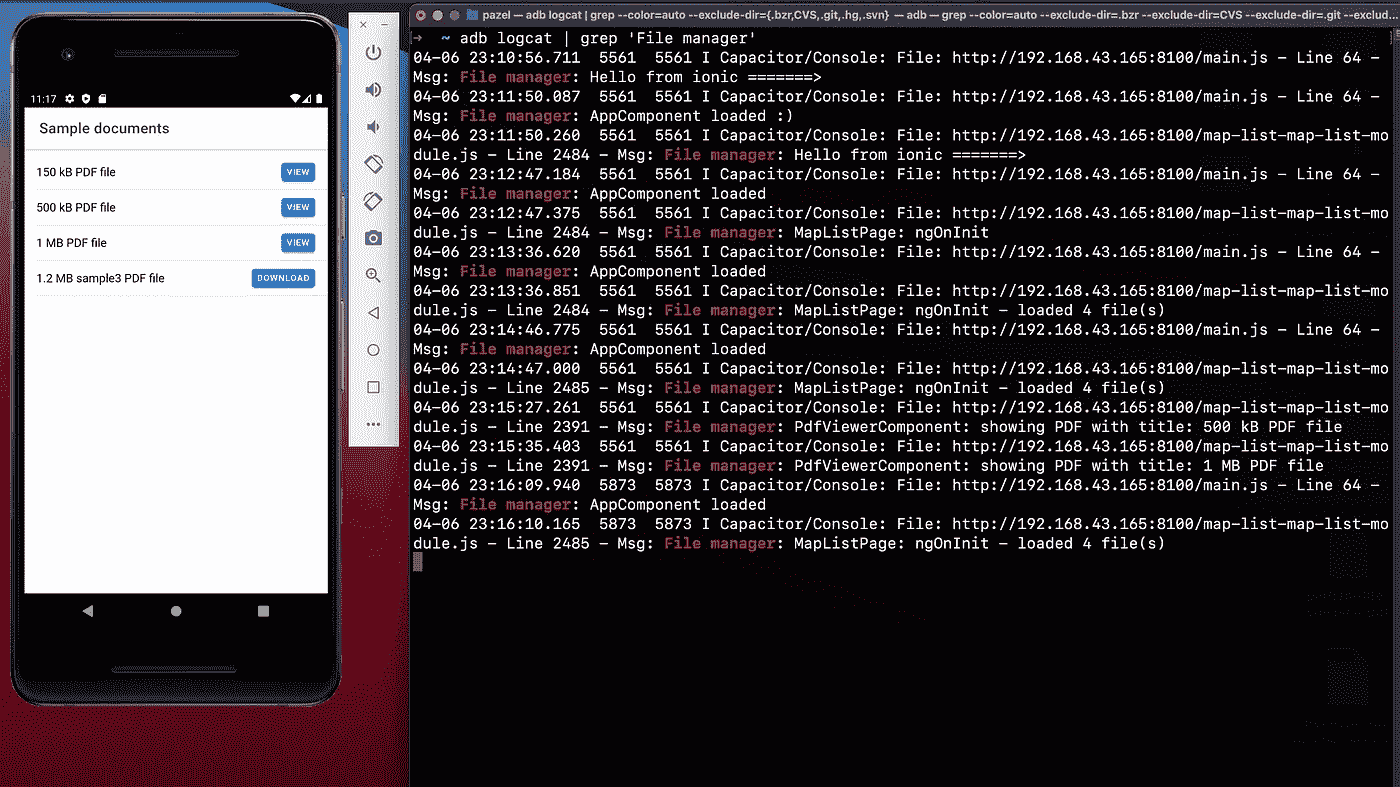 11:17
Sample documents
150 kB PDF file
VIEW
500 kB PDF file
VIEW
1 MB PDF file
VIEW
1.2 MB sample3 PDF file
DOWNLOAD
pazel — adb logcat | grep --color=auto --exclude-dir={.bzr,CVS,.git,.hg,.svn} — adb — grep --color=auto --exclude-dir=.bzr --exclude-dir=CVS --exclude-dir=.git --exclud...
→ ~ adb logcat | grep 'File manager'
04-06 23:10:56.711  5561  5561 I Capacitor/Console: File: http://192.168.43.165:8100/main.js - Line 64 -
Msg: File manager: Hello from ionic =======>
04-06 23:11:50.087  5561  5561 I Capacitor/Console: File: http://192.168.43.165:8100/main.js - Line 64 -
Msg: File manager: AppComponent loaded :)
04-06 23:11:50.260  5561  5561 I Capacitor/Console: File: http://192.168.43.165:8100/map-list-map-list-mo
dule.js - Line 2484 - Msg: File manager: Hello from ionic =======>
04-06 23:12:47.184  5561  5561 I Capacitor/Console: File: http://192.168.43.165:8100/main.js - Line 64 -
Msg: File manager: AppComponent loaded
04-06 23:12:47.375  5561  5561 I Capacitor/Console: File: http://192.168.43.165:8100/map-list-map-list-mo
dule.js - Line 2484 - Msg: File manager: MapListPage: ngOnInit
04-06 23:13:36.620  5561  5561 I Capacitor/Console: File: http://192.168.43.165:8100/main.js - Line 64 -
Msg: File manager: AppComponent loaded
04-06 23:13:36.851  5561  5561 I Capacitor/Console: File: http://192.168.43.165:8100/map-list-map-list-mo
dule.js - Line 2484 - Msg: File manager: MapListPage: ngOnInit - loaded 4 file(s)
04-06 23:14:46.775  5561  5561 I Capacitor/Console: File: http://192.168.43.165:8100/main.js - Line 64 -
Msg: File manager: AppComponent loaded
04-06 23:14:47.000  5561  5561 I Capacitor/Console: File: http://192.168.43.165:8100/map-list-map-list-mo
dule.js - Line 2485 - Msg: File manager: MapListPage: ngOnInit - loaded 4 file(s)
04-06 23:15:27.261  5561  5561 I Capacitor/Console: File: http://192.168.43.165:8100/map-list-map-list-mo
dule.js - Line 2391 - Msg: File manager: PdfViewerComponent: showing PDF with title: 500 kB PDF file
04-06 23:15:35.403  5561  5561 I Capacitor/Console: File: http://192.168.43.165:8100/map-list-map-list-mo
dule.js - Line 2391 - Msg: File manager: PdfViewerComponent: showing PDF with title: 1 MB PDF file
04-06 23:16:09.940  5873  5873 I Capacitor/Console: File: http://192.168.43.165:8100/main.js - Line 64 -
Msg: File manager: AppComponent loaded
04-06 23:16:10.165  5873  5873 I Capacitor/Console: File: http://192.168.43.165:8100/map-list-map-list-mo
dule.js - Line 2485 - Msg: File manager: MapListPage: ngOnInit - loaded 4 file(s)